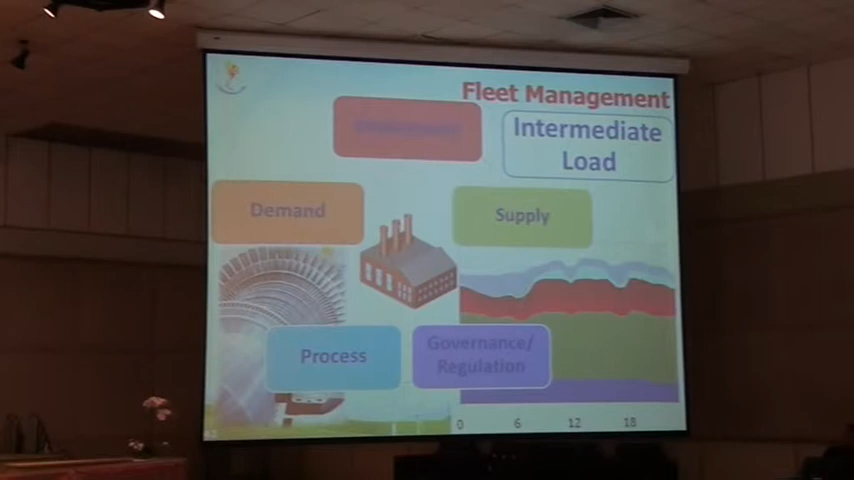 Fleet Management
Intermediate
Load
Demand
Supply
Process
Governance/
Regulation
0 6 12 18